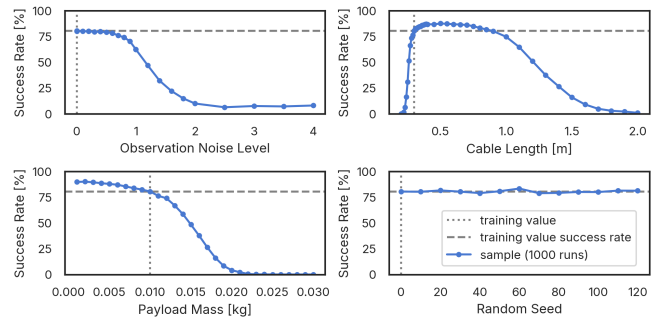 Success Rate [%]
100
75
50
25
0
0 1 2 3 4
Observation Noise Level
Success Rate [%]
100
75
50
25
0
0.5 1.0 1.5 2.0
Cable Length [m]
Success Rate [%]
100
75
50
25
0
0.000 0.005 0.010 0.015 0.020 0.025 0.030
Payload Mass [kg]
Success Rate [%]
100
75
50
25
0
training value
training value success rate
sample (1000 runs)
0 20 40 60 80 100 120
Random Seed